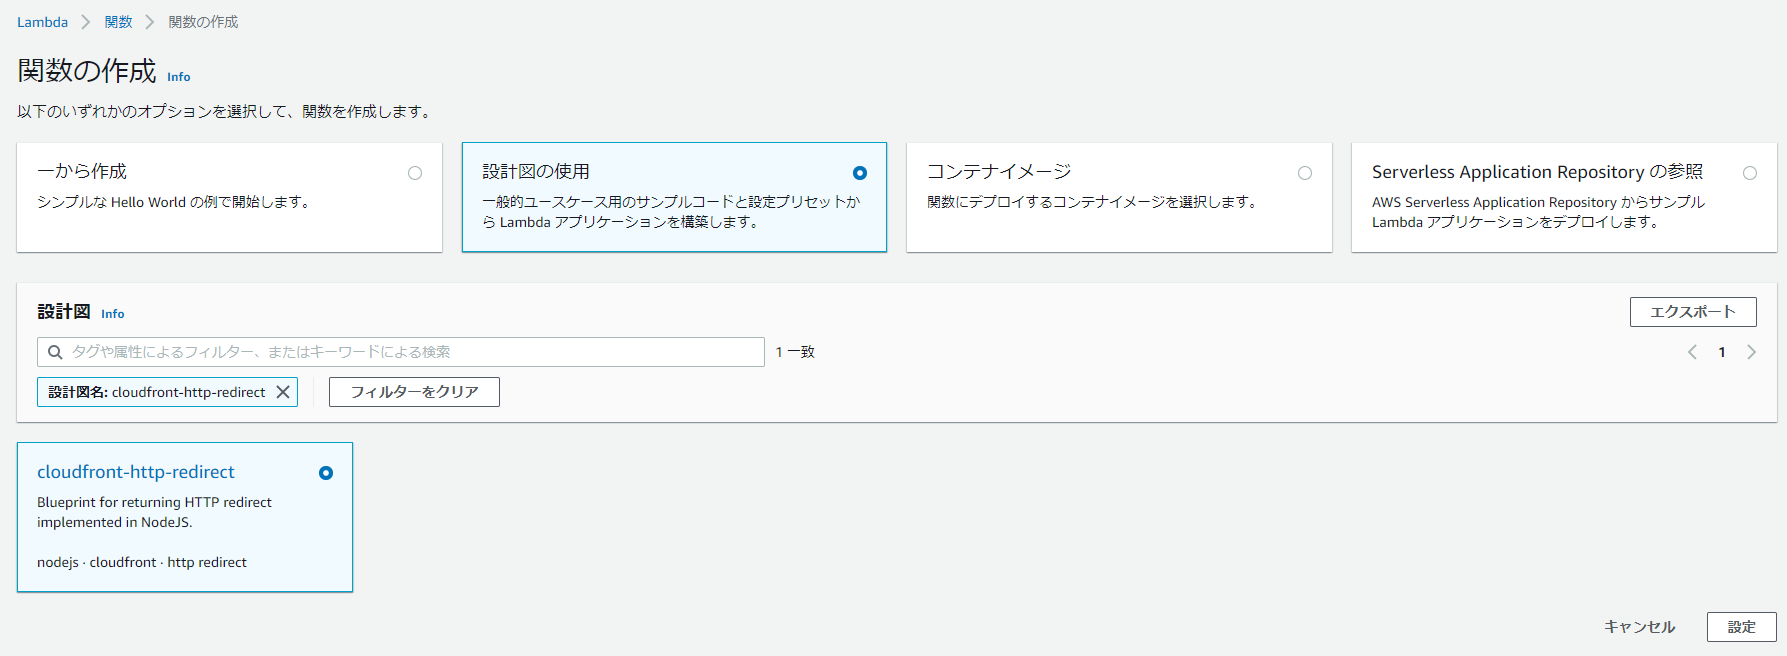 Lambda > 関数 > 関数の作成
関数の作成 Info
以下のいずれかのオプションを選択して、関数を作成します。
一から作成
シンプルな Hello World の例で開始します。
設計図の使用
一般的ユースケース用のサンプルコードと設定プリセットか
ら Lambda アプリケーションを構築します。
コンテナイメージ
関数にデプロイするコンテナイメージを選択します。
Serverless Application Repository の参照
AWS Serverless Application Repository からサンプル
Lambda アプリケーションをデプロイします。
設計図 Info
エクスポート
タグや属性によるフィルター、またはキーワードによる検索
1 一致
< 1 >
設計図名: cloudfront-http-redirect
フィルターをクリア
cloudfront-http-redirect
Blueprint for returning HTTP redirect
implemented in NodeJS.
nodejs · cloudfront · http redirect
キャンセル
設定